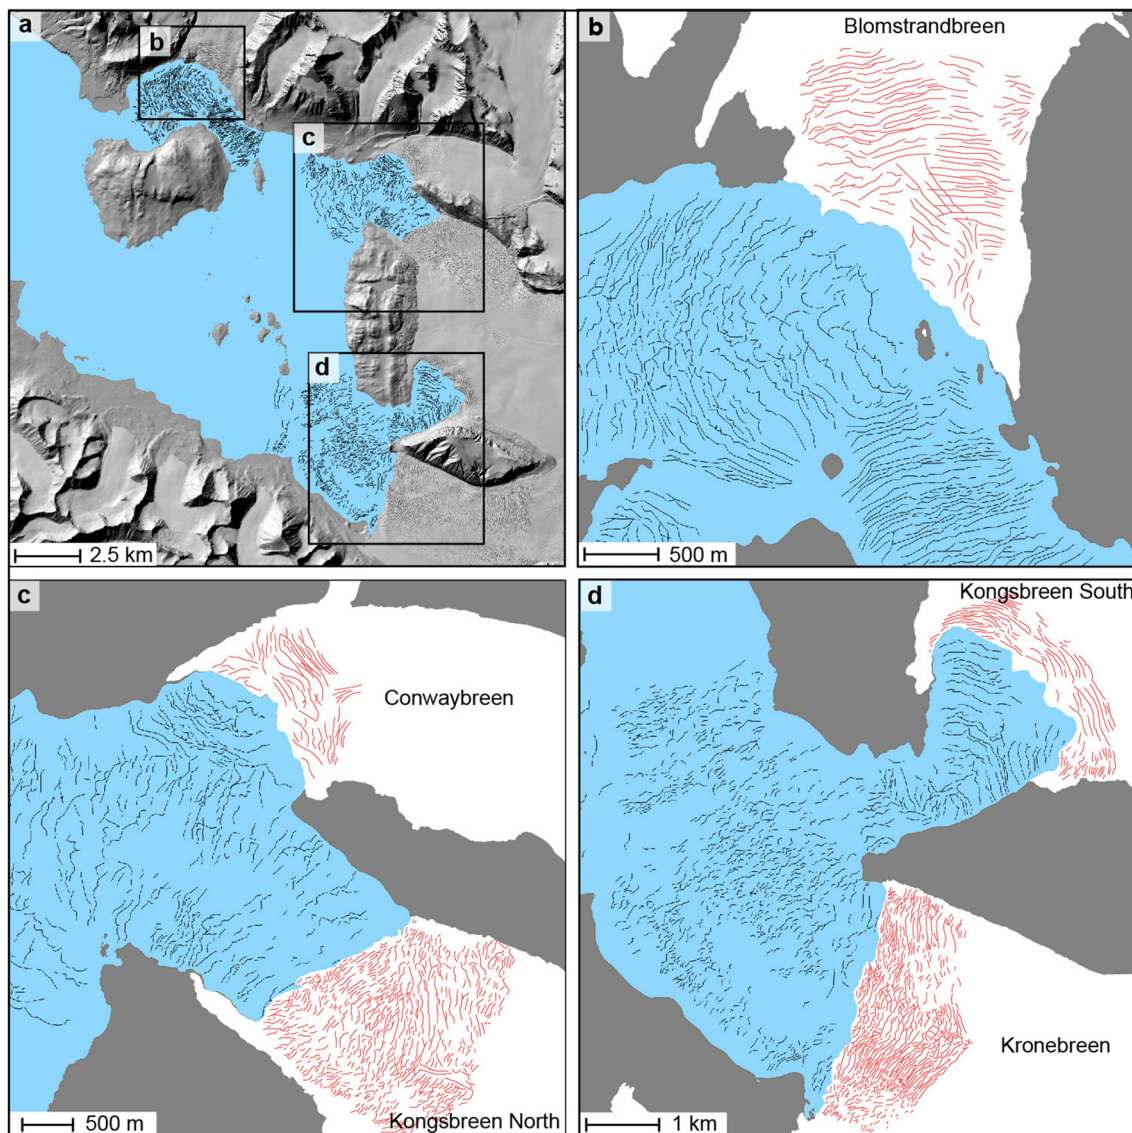 a
b
c
d
2.5 km
b
Blomstrandbreen
500 m
c
Conwaybreen
Kongsbreen North
500 m
d
Kongsbreen South
Kronebreen
1 km